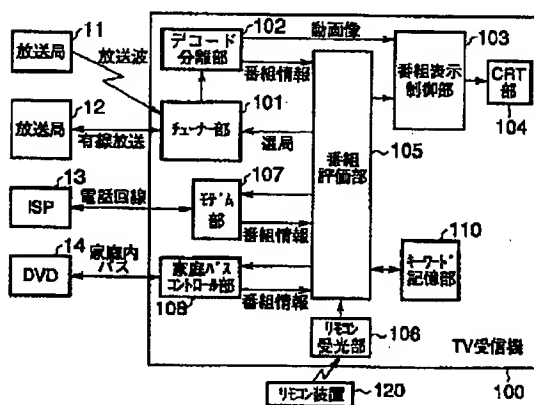 11
放送局
放送波
102
デコード
分離部
動画像
番組情報
103
番組表示
制御部
CRT
部
104
12
放送局
有線放送
101
チューナー部
選局
105
番組
評価部
13
ISP
電話回線
107
モデム
部
番組情報
110
キーワード
記憶部
14
DVD
家庭内
バス
家庭バス
コントロール部
108
番組情報
106
リモコン
受光部
TV受信機
100
リモコン装置
120